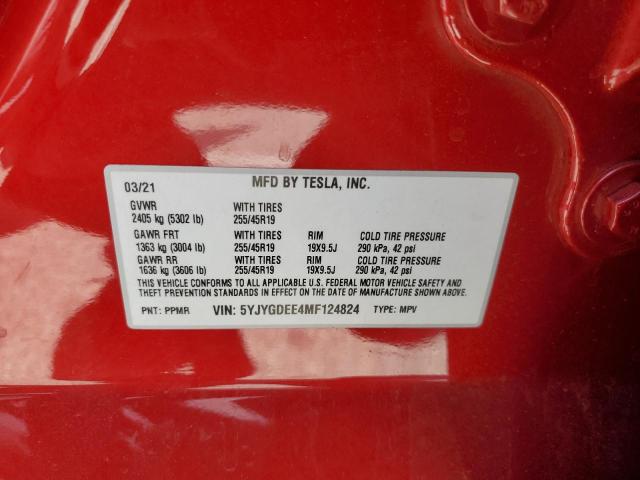 03/21 MFD BY TESLA, INC.
GVWR WITH TIRES
2405 kg (5302 lb) 255/45R19
GAWR FRT WITH TIRES RIM COLD TIRE PRESSURE
1363 kg (3004 lb) 255/45R19 19X9.5J 290 kPa, 42 psi
GAWR RR WITH TIRES RIM COLD TIRE PRESSURE
1636 kg (3606 lb) 255/45R19 19X9.5J 290 kPa, 42 psi
THIS VEHICLE CONFORMS TO ALL APPLICABLE U.S. FEDERAL MOTOR VEHICLE SAFETY AND
THEFT PREVENTION STANDARDS IN EFFECT ON THE DATE OF MANUFACTURE SHOWN ABOVE.
PNT: PPMR VIN: 5YJYGDEE4MF124824 TYPE: MPV